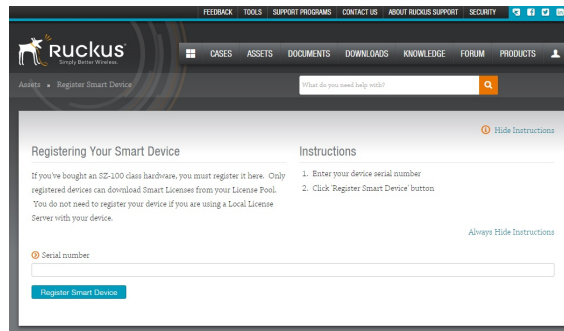 FEEDBACK TOOLS SUPPORT PROGRAMS CONTACT US ABOUT RUCKUS SUPPORT SECURITY
Ruckus
Simply Better Wireless.
CASES ASSETS DOCUMENTS DOWNLOADS KNOWLEDGE FORUM PRODUCTS
Assets Register Smart Device
What do you need help with?
Hide Instructions
Registering Your Smart Device
If you've bought an SZ-100 class hardware, you must register it here. Only
registered devices can download Smart Licenses from your License Pool.
You do not need to register your device if you are using a Local License
Server with your device.
Instructions
1. Enter your device serial number
2. Click 'Register Smart Device' button
Always Hide Instructions
Serial number
Register Smart Device